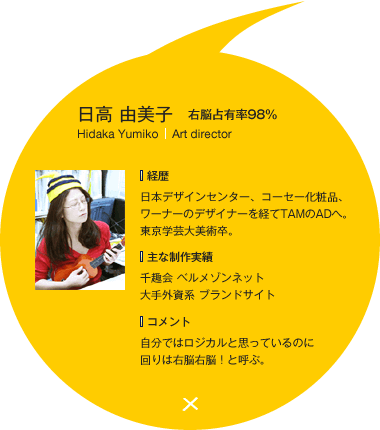 日高 由美子 右脳占有率98%
Hidaka Yumiko | Art director
経歴
日本デザインセンター、コーセー化粧品、
ワーナーのデザイナーを経てTAMのADへ。
東京学芸大美術卒。
主な制作実績
千趣会 ベルメゾンネット
大手外資系 ブランドサイト
コメント
自分ではロジカルと思っているのに
回りは右脳右脳！と呼ぶ。